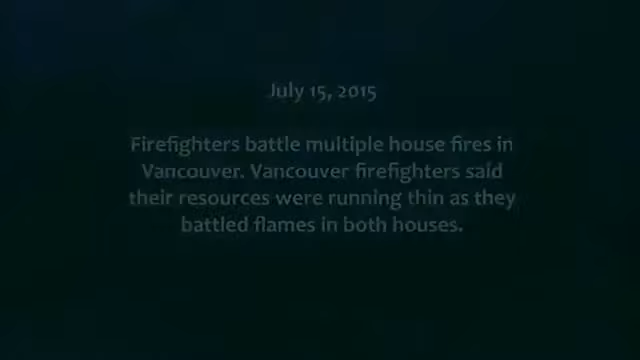 July 15, 2015
Firefighters battle multiple house fires in
Vancouver. Vancouver firefighters said
their resources were running thin as they
battled flames in both houses.